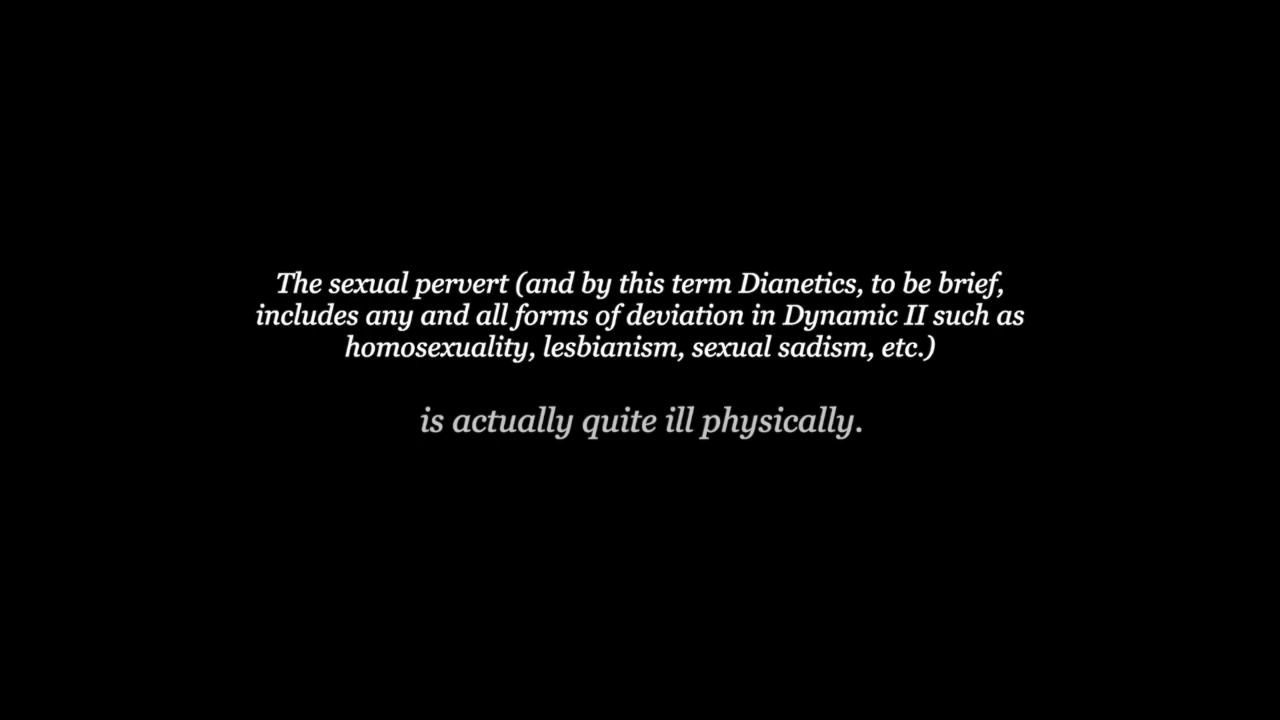 The sexual pervert (and by this term Dianetics, to be brief,
includes any and all forms of deviation in Dynamic II such as
homosexuality, lesbianism, sexual sadism, etc.)
is actually quite ill physically.